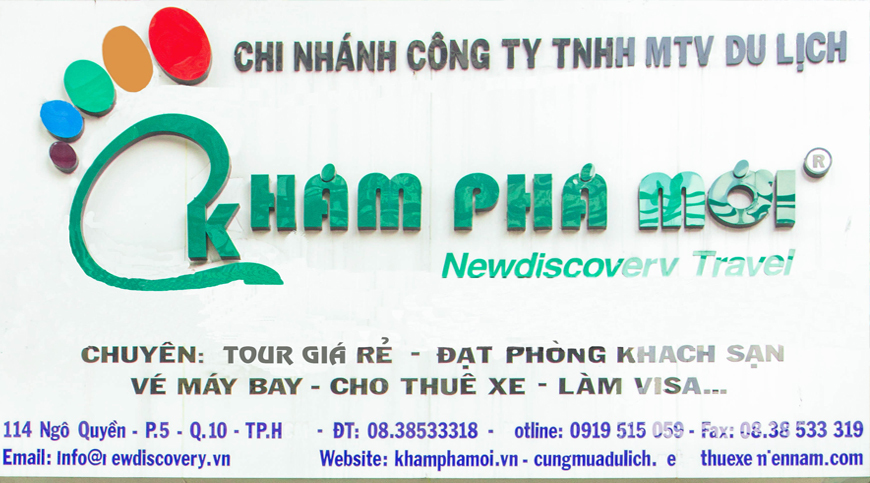 CHI NHÁNH CÔNG TY TNHH MTV DU LỊCH
KHÁM PHÁ MỚI ®
Newdiscovery Travel
CHUYÊN: TOUR GIÁ RẺ - ĐẠT PHÒNG KHACH SẠN
VÉ MÁY BAY - CHO THUÊ XE - LÀM VISA...
114 Ngô Quyền - P.5 - Q.10 - TP.H - ĐT: 08.38533318 - otline: 0919 515 059 - Fax: 08.38 533 319
Email: Website: khamphamoi.vn - cungmuadulich.